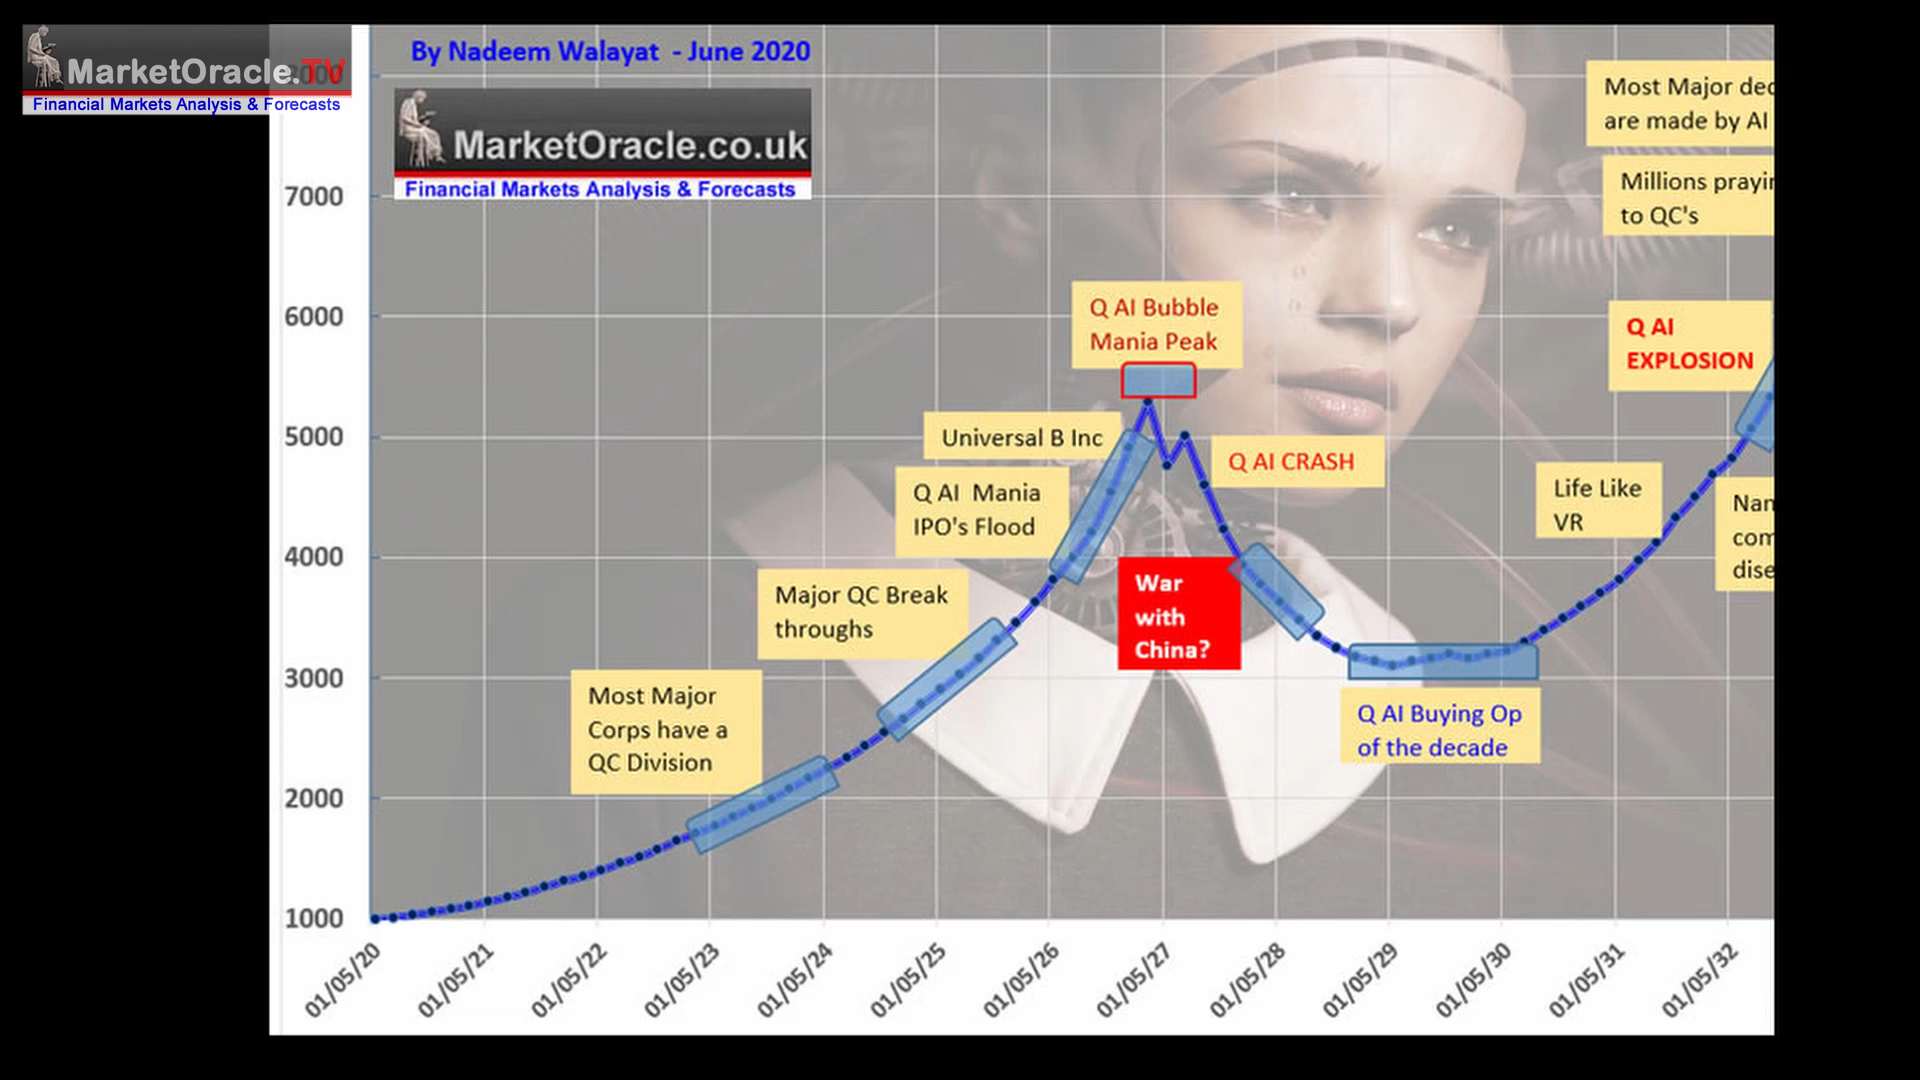 MarketOracle.TV
Financial Markets Analysis & Forecasts
By Nadeem Walayat - June 2020
MarketOracle.co.uk
Financial Markets Analysis & Forecasts
Most Major
are made by AI
Millions
to QC's
Q AI Bubble
Mania Peak
Q AI
EXPLOSION
Universal B Inc
Q AI CRASH
Q AI Mania
IPO's Flood
Life Like
VR
Major QC Break
throughs
War
with
China?
Most Major
Corps have a
QC Division
Q AI Buying Op
of the decade
7000
6000
5000
4000
3000
2000
1000
01/05/20
01/05/21
01/05/22
01/05/23
01/05/24
01/05/25
01/05/26
01/05/27
01/05/28
01/05/29
01/05/30
01/05/31
01/05/32